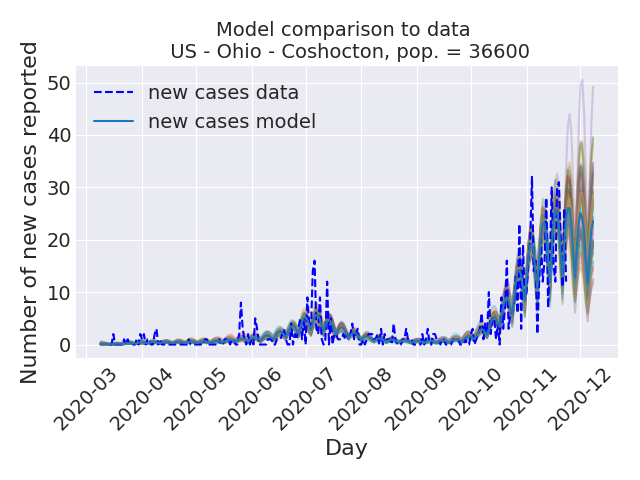 Model comparison to data
US - Ohio - Coshocton, pop. = 36600
Number of new cases reported
50
40
30
20
10
0
new cases data
new cases model
2020-03
2020-04
2020-05
2020-06
2020-07
2020-08
2020-09
2020-10
2020-11
2020-12
Day